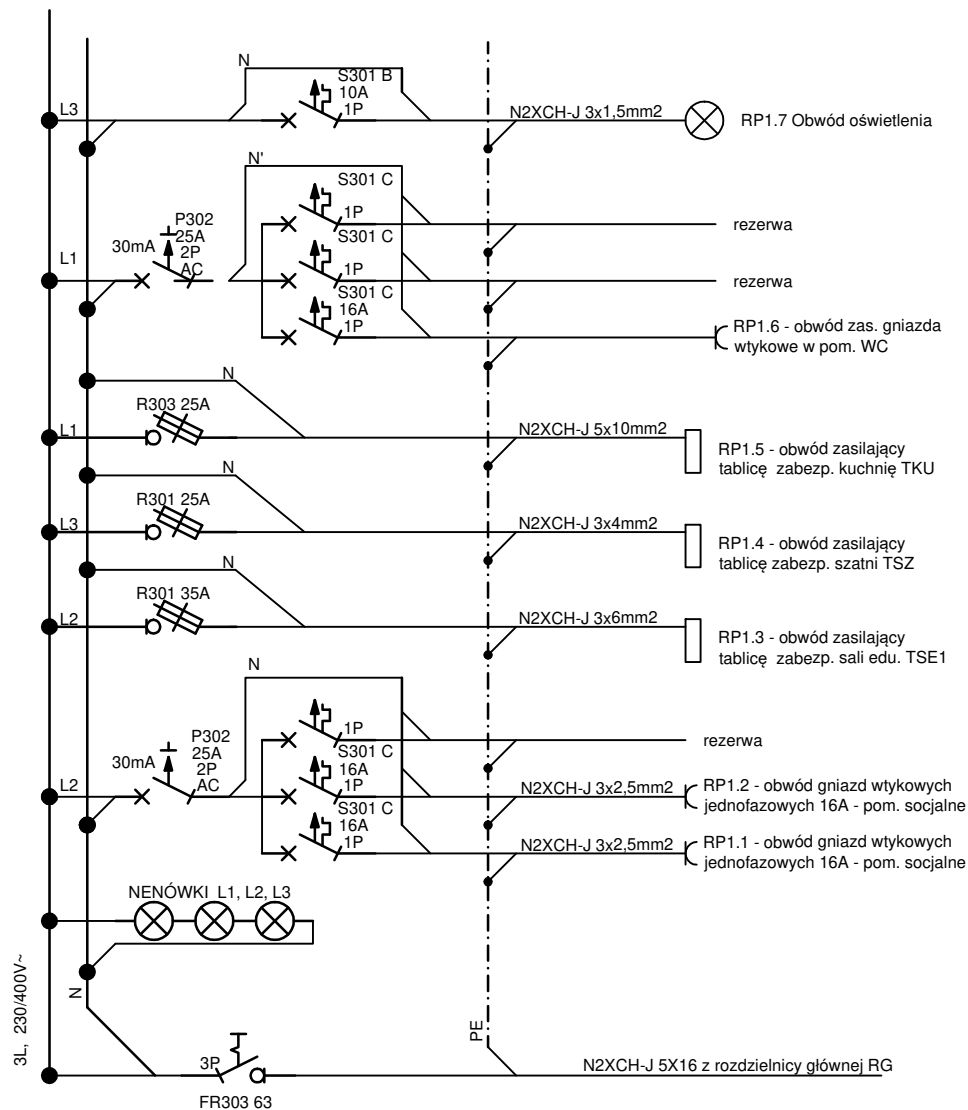 N
S301 B
10A
1P
L3
N2XCH-J 3x1,5mm2
RP1.7 Obwód oświetlenia
N'
S301 C
1P
rezerwa
P302
25A
2P
AC
30mA
L1
S301 C
1P
rezerwa
S301 C
16A
1P
RP1.6 - obwód zas. gniazda
wtykowe w pom. WC
N
R303 25A
L1
N2XCH-J 5x10mm2
RP1.5 - obwód zasilający
tablicę zabezp. kuchnię TKU
N
R301 25A
L3
N2XCH-J 3x4mm2
RP1.4 - obwód zasilający
tablicę zabezp. szatni TSZ
N
R301 35A
L2
N2XCH-J 3x6mm2
RP1.3 - obwód zasilający
tablicę zabezp. sali edu. TSE1
N
1P
rezerwa
P302
25A
2P
AC
30mA
L2
S301 C
16A
1P
N2XCH-J 3x2,5mm2
RP1.2 - obwód gniazd wtykowych
jednofazowych 16A - pom. socjalne
S301 C
16A
1P
N2XCH-J 3x2,5mm2
RP1.1 - obwód gniazd wtykowych
jednofazowych 16A - pom. socjalne
NENÓWKI L1, L2, L3
3L, 230/400V~
N
PE
3P
FR303 63
N2XCH-J 5X16 z rozdzielnicy głównej RG